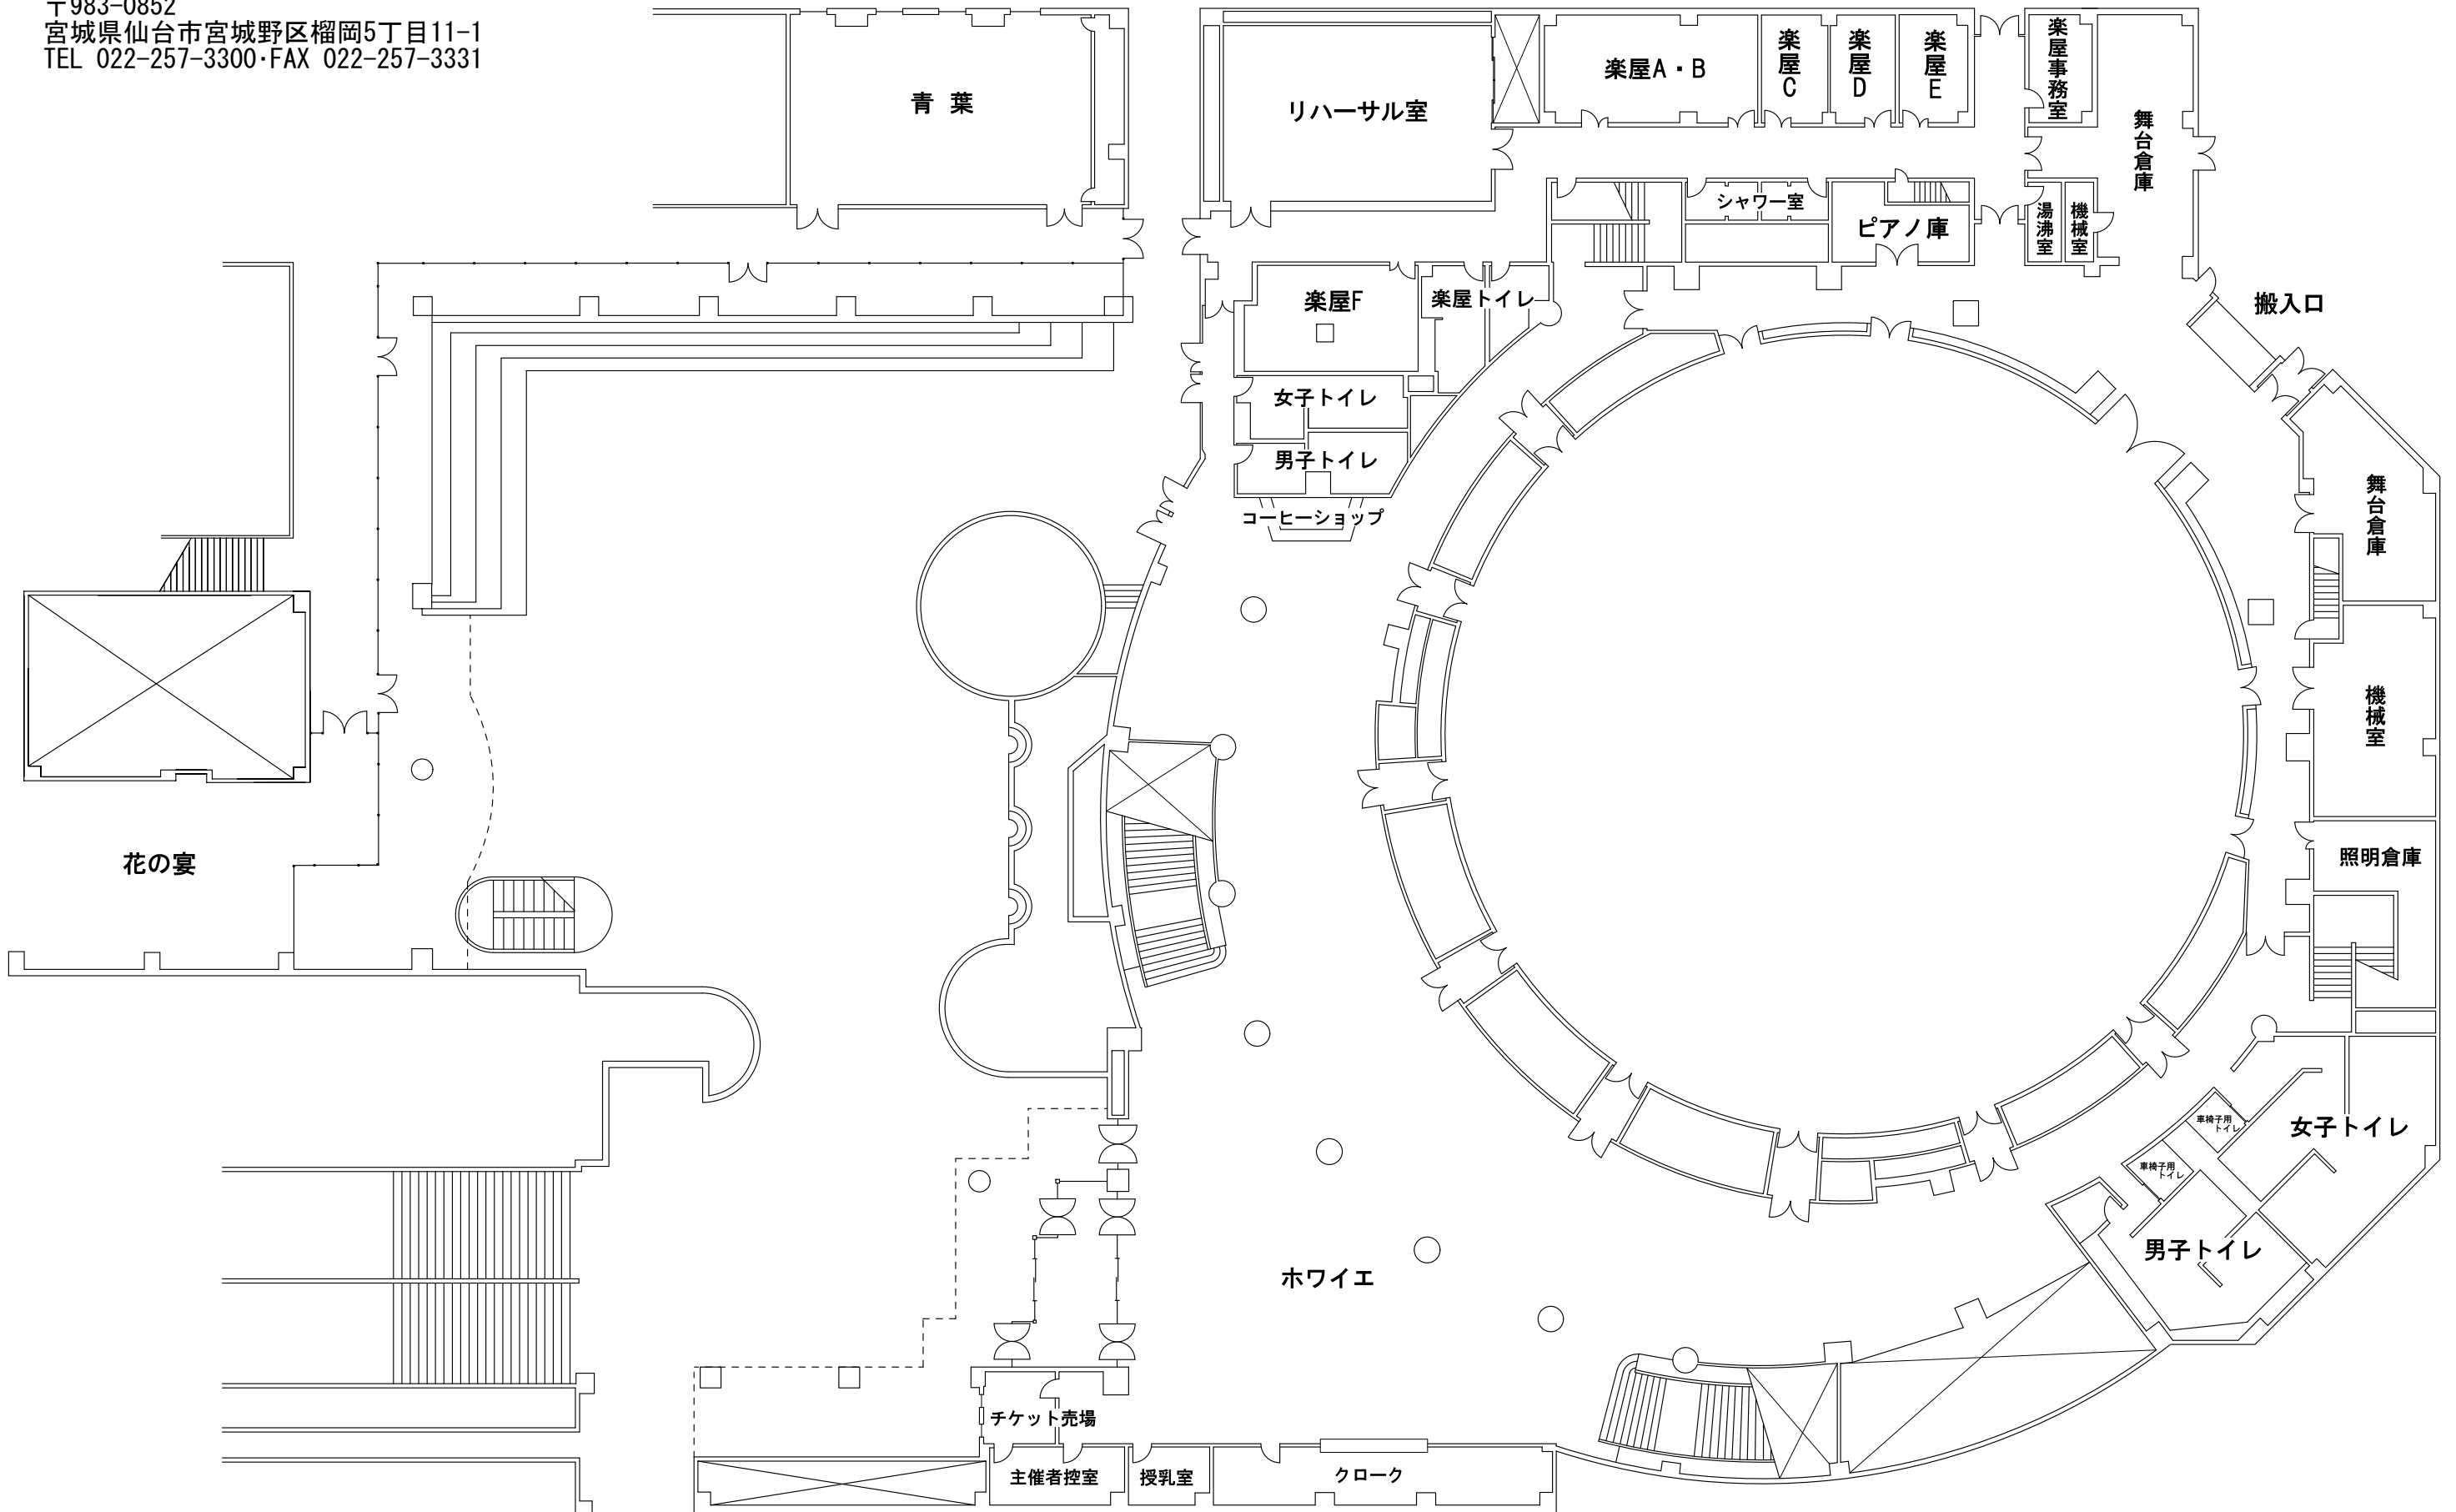 〒983-0852
宮城県仙台市宮城野区榴岡5丁目11-1
TEL 022-257-3300・FAX 022-257-3331
青 葉
リハーサル室
楽屋A・B
楽屋C
楽屋D
楽屋E
楽屋事務室
舞台倉庫
シャワー室
ピアノ庫
湯沸室
機械室
楽屋F
楽屋トイレ
搬入口
女子トイレ
男子トイレ
コーヒーショップ
舞台倉庫
機械室
照明倉庫
花の宴
女子トイレ
車椅子用
トイレ
車椅子用
トイレ
男子トイレ
ホワイエ
チケット売場
主催者控室
授乳室
クローク